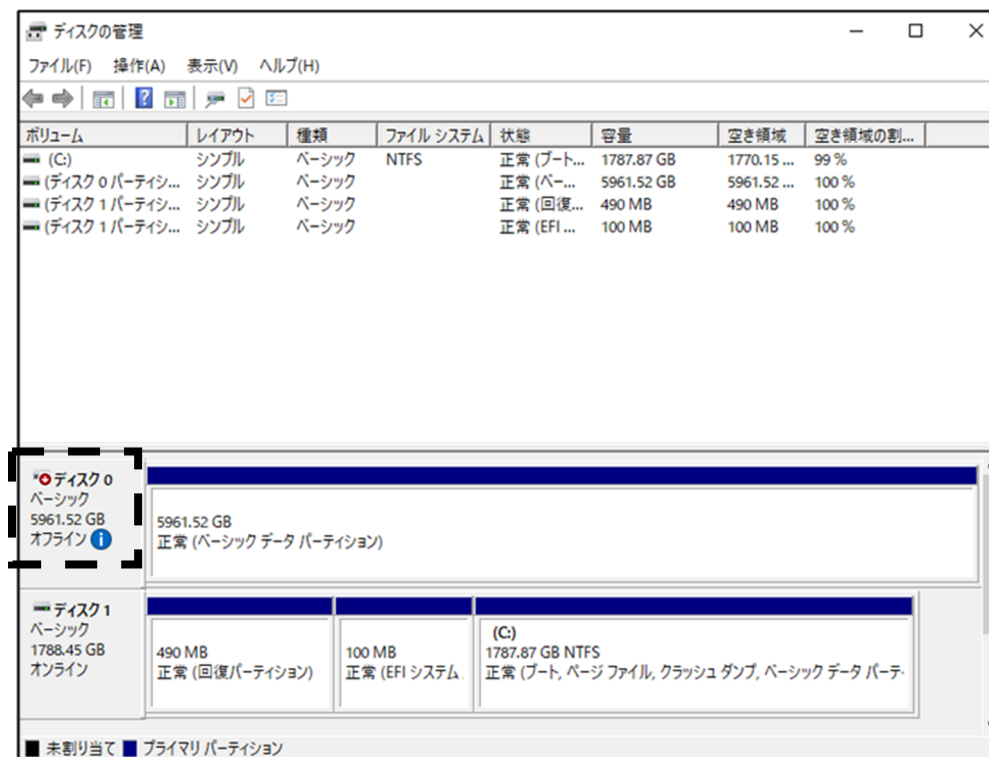 ディスクの管理
ファイル(F) 操作(A) 表示(V) ヘルプ(H)
ボリューム レイアウト 種類 ファイル システム 状態 容量 空き領域 空き領域の割...
(C:) シンプル ベーシック NTFS 正常 (ブート... 1787.87 GB 1770.15 ... 99 %
(ディスク 0 パーティシ... シンプル ベーシック 正常 (ベー... 5961.52 GB 5961.52 ... 100 %
(ディスク 1 パーティシ... シンプル ベーシック 正常 (回復... 490 MB 490 MB 100 %
(ディスク 1 パーティシ... シンプル ベーシック 正常 (EFI ... 100 MB 100 MB 100 %
ディスク 0
ベーシック
5961.52 GB
オフライン
5961.52 GB
正常 (ベーシック データ パーティション)
ディスク 1
ベーシック
1788.45 GB
オンライン
490 MB
正常 (回復パーティション)
100 MB
正常 (EFI システム
(C:)
1787.87 GB NTFS
正常 (ブート, ページ ファイル, クラッシュ ダンプ, ベーシック データ パーテ
未割り当て プライマリ パーティション